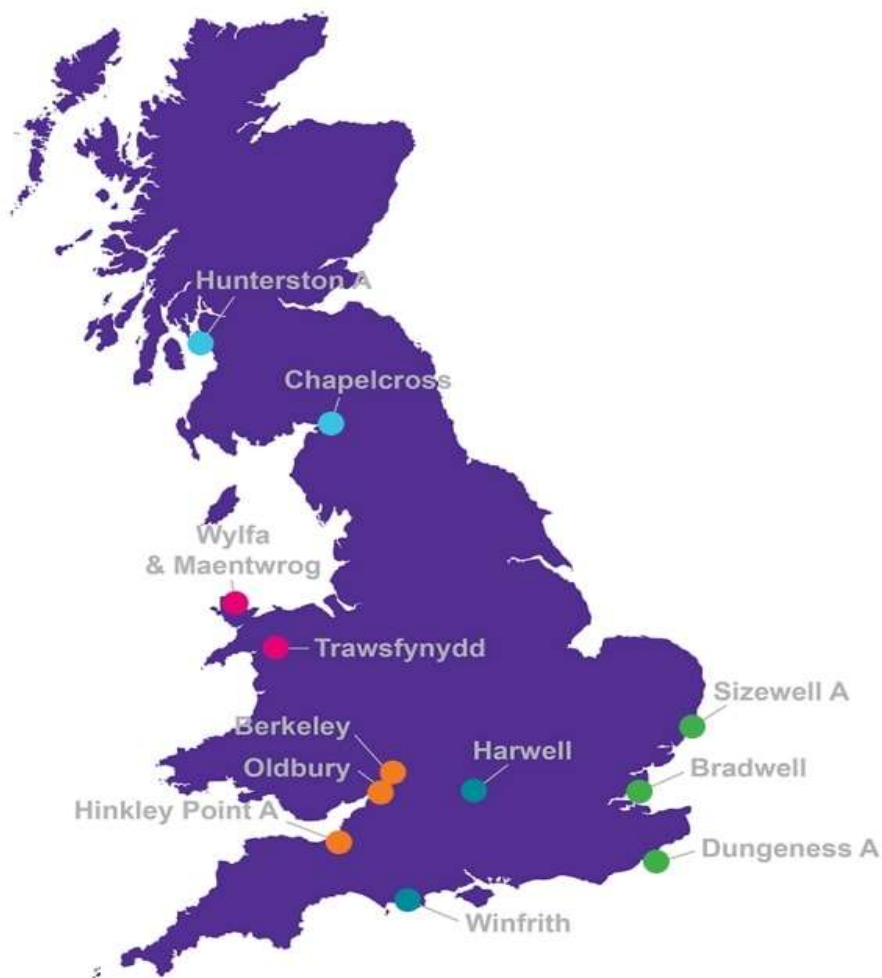 Hunterston A
Chapelcross
Wylfa
& Maentwrog
Trawsfynydd
Sizewell A
Berkeley
Harwell
Oldbury
Bradwell
Hinkley Point A
Dungeness A
Winfrith